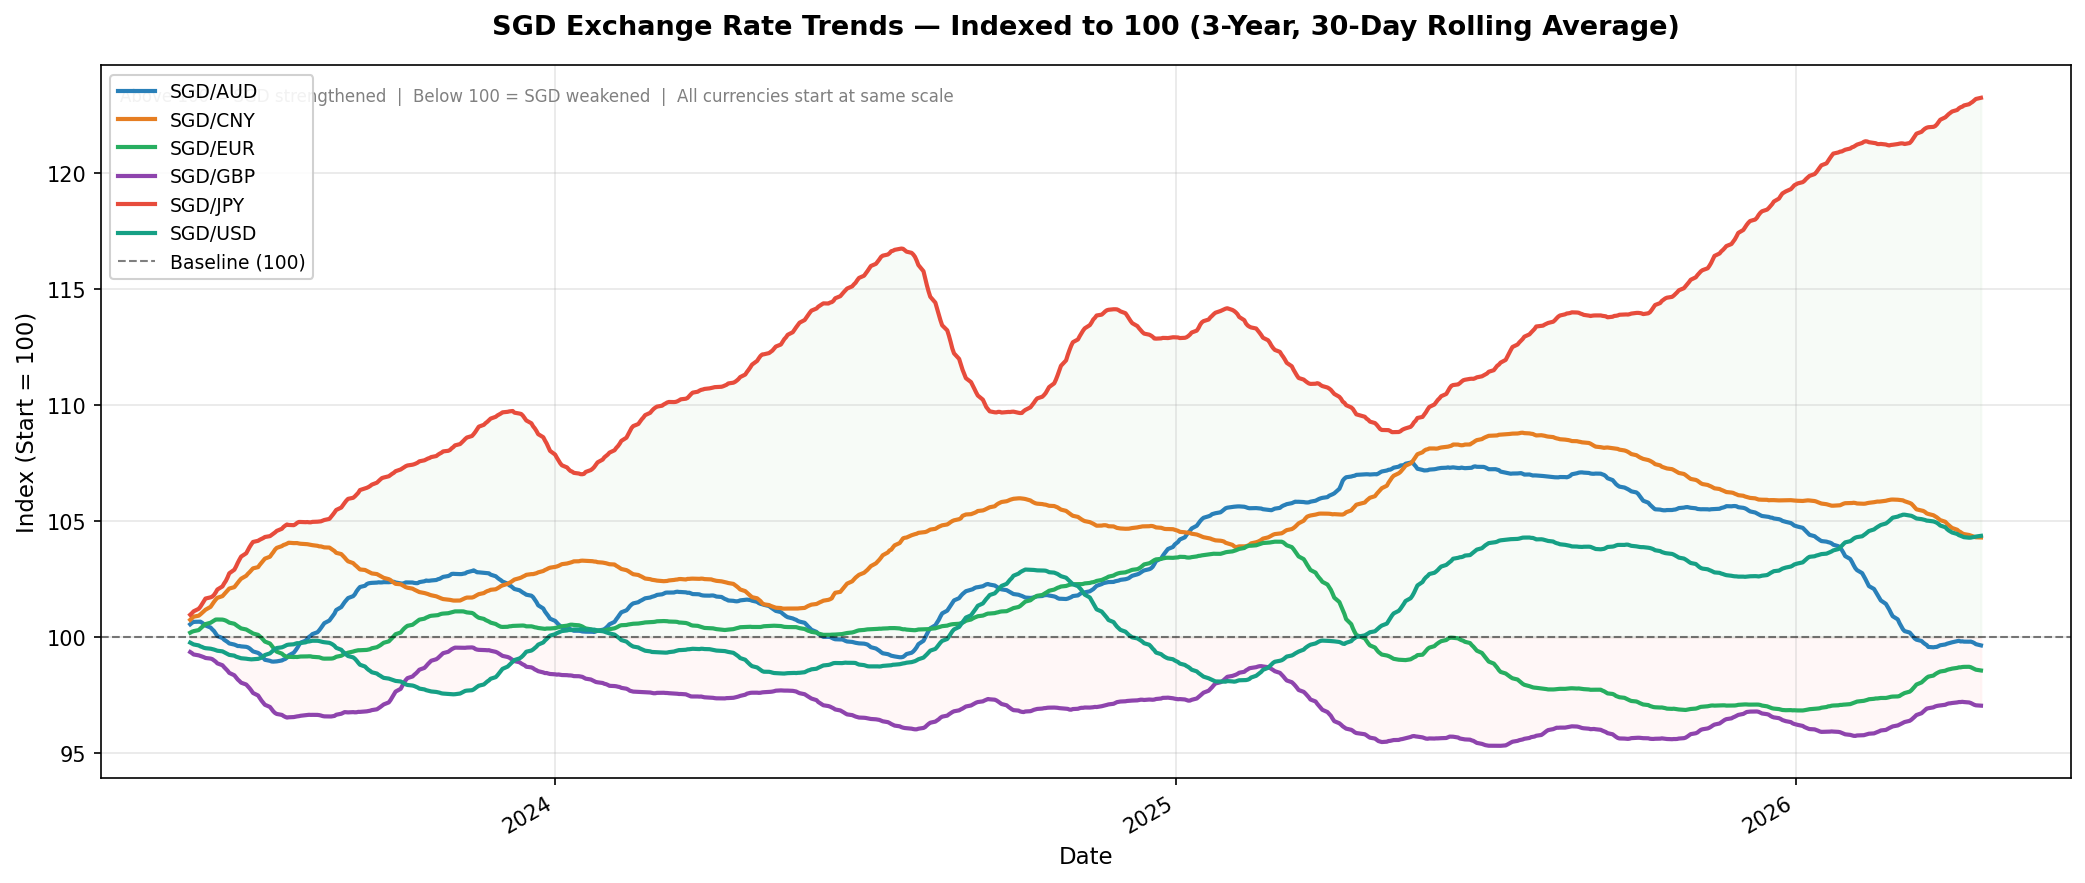 SGD Exchange Rate Trends — Indexed to 100 (3-Year, 30-Day Rolling Average)
SGD/AUD
strengthened | Below 100 = SGD weakened | All currencies start at same scale
SGD/CNY
SGD/EUR
SGD/GBP
SGD/JPY
SGD/USD
Baseline (100)
Index (Start = 100)
120
115
110
105
100
95
2024
2025
2026
Date